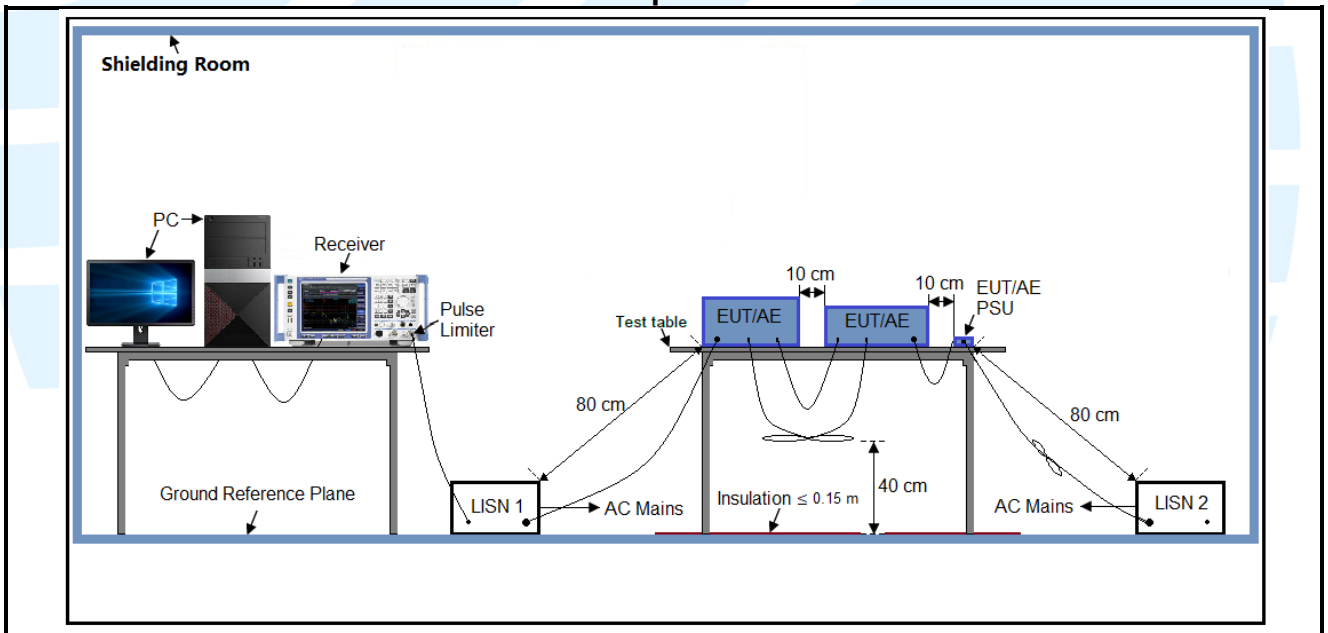 Shielding Room
PC
Receiver
Pulse
Limiter
10 cm
10 cm
EUT/AE
PSU
Test table
EUT/AE
EUT/AE
80 cm
80 cm
40 cm
Ground Reference Plane
LISN 1
AC Mains
Insulation ≤ 0.15 m
AC Mains
LISN 2